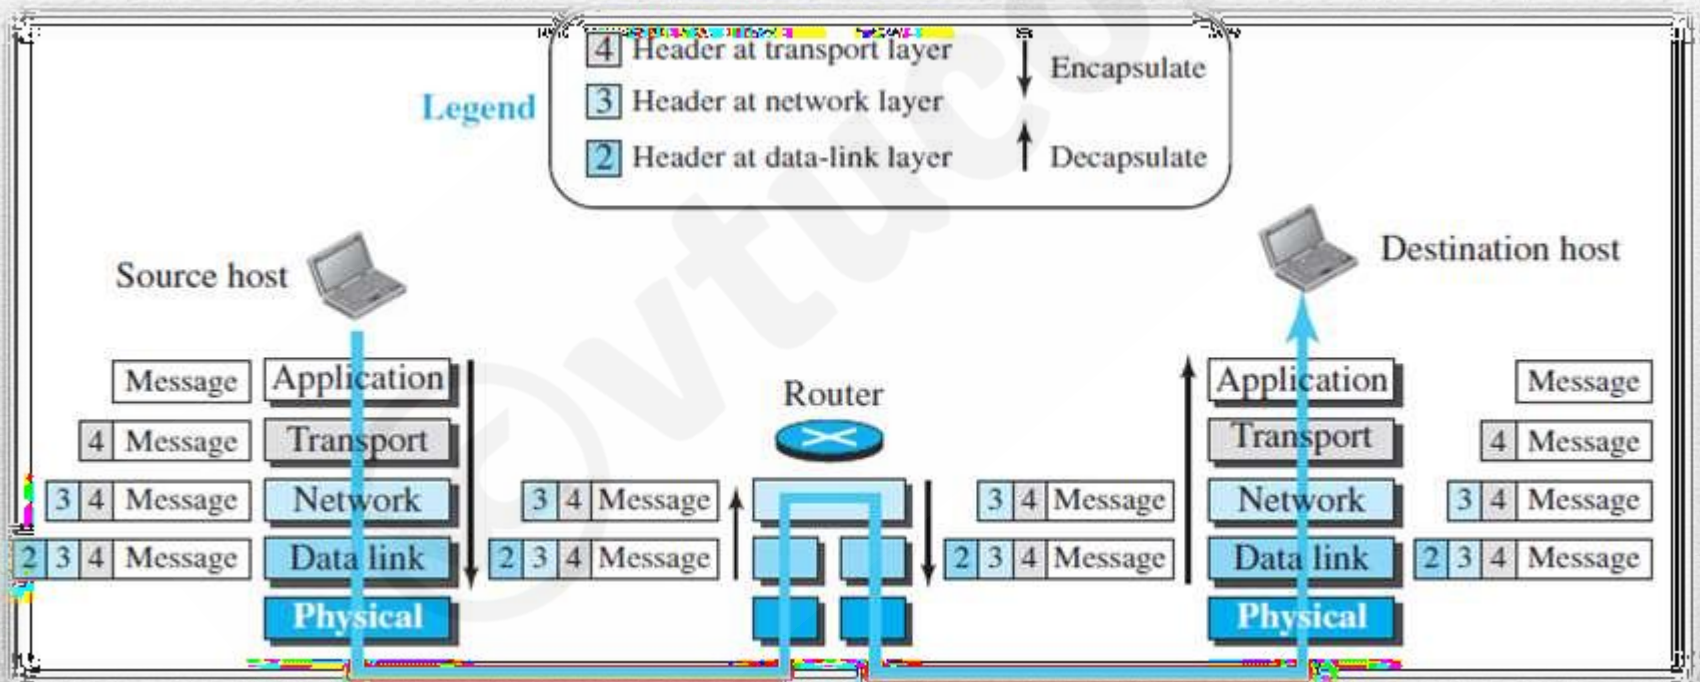 4 Header at transport layer
Encapsulate
Legend
3 Header at network layer
2 Header at data-link layer
Decapsulate
Source host
Destination host
Message Application
Router
Application Message
4 Message Transport
Transport 4 Message
3 4 Message Network
3 4 Message
3 4 Message
Network 3 4 Message
2 3 4 Message Data link
2 3 4 Message
2 3 4 Message
Data link 2 3 4 Message
Physical
Physical
vtuc